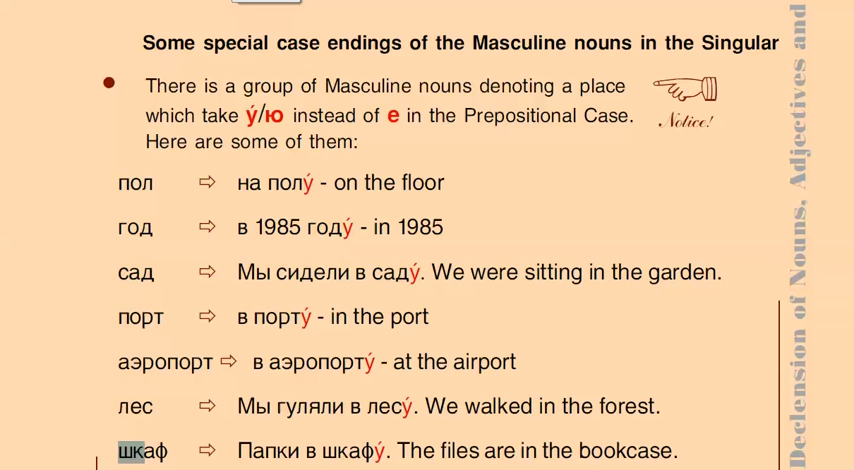 Some special case endings of the Masculine nouns in the Singular
• There is a group of Masculine nouns denoting a place
which take у́/ю instead of е in the Prepositional Case.
Here are some of them:
Notice!
пол ⇨ на полу́ - on the floor
год ⇨ в 1985 году́ - in 1985
сад ⇨ Мы сидели в саду́. We were sitting in the garden.
порт ⇨ в порту́ - in the port
аэропорт ⇨ в аэропорту́ - at the airport
лес ⇨ Мы гуляли в лесу́. We walked in the forest.
шкаф ⇨ Папки в шкафу́. The files are in the bookcase.
Declension of Nouns, Adjectives and